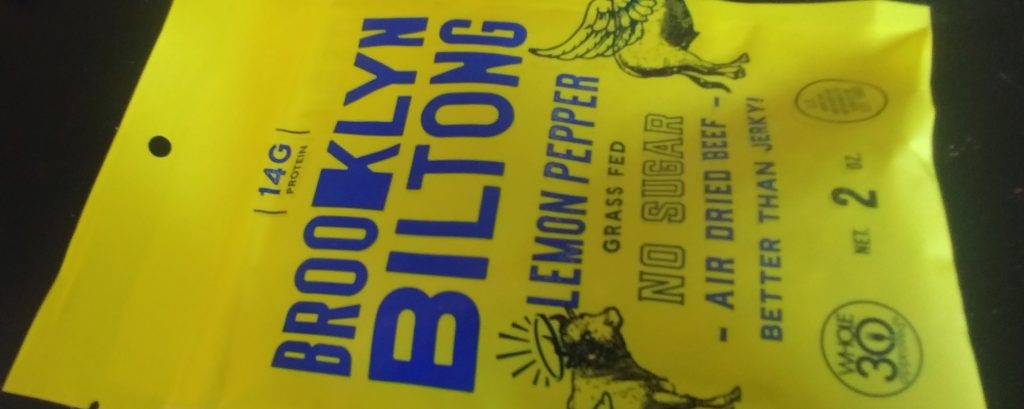 14G
PROTEIN
BROOKLYN
BILTONG
LEMON PEPPER
GRASS FED
NO SUGAR
- AIR DRIED BEEF -
BETTER THAN JERKY!
WHOLE
30
NET. 2 OZ.